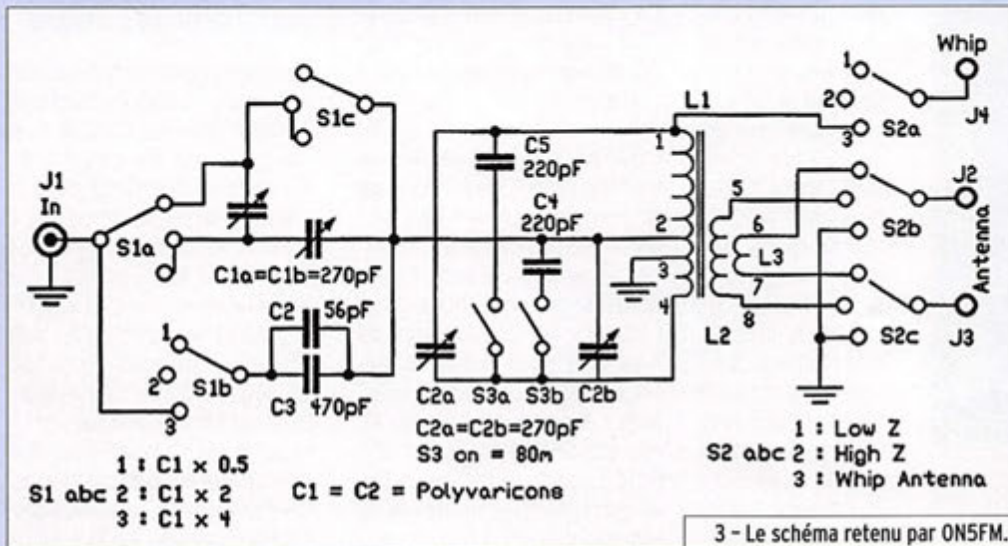 Whip
J4
1
2
3
S2a
S1c
L1
1
2
3
4
C5
220pF
C4
220pF
J1
In
S1a
C1a=C1b=270pF
5
6
7
8
L3
L2
S2b
J2
Antenna
S2c
J3
C2
56pF
1
2
3
S1b
C3
470pF
C2a
S3a
S3b
C2b
C2a=C2b=270pF
S3 on = 80m
1 : C1 x 0.5
S1 abc 2 : C1 x 2
3 : C1 x 4
C1 = C2 = Polyvaricons
1 : Low Z
S2 abc 2 : High Z
3 : Whip Antenna
3 – Le schéma retenu par ON5FM